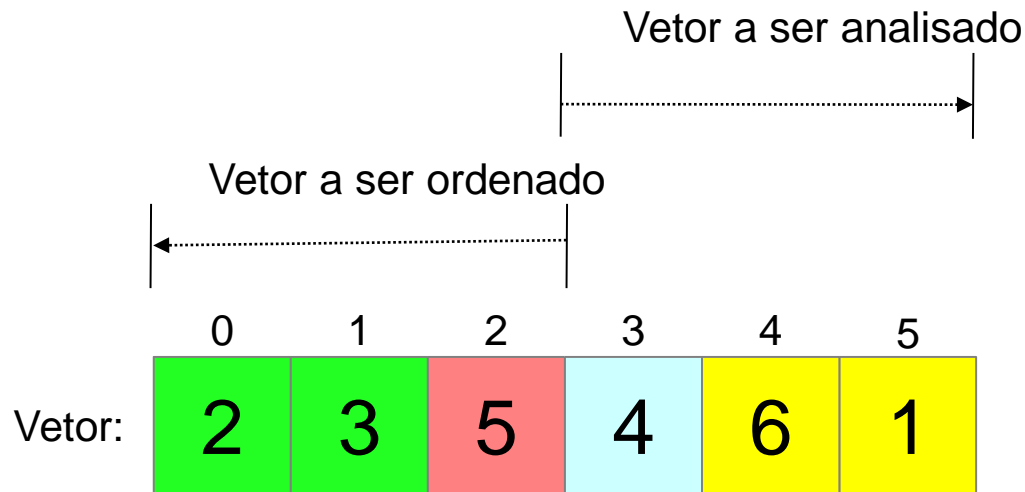 Vetor a ser analisado
Vetor a ser ordenado
0 1 2 3 4 5
Vetor: 2 3 5 4 6 1